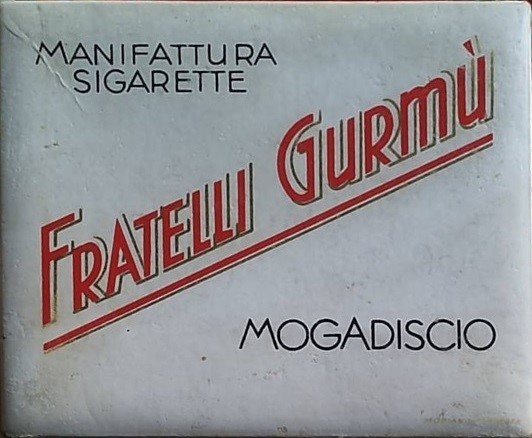 MANIFATTURA
SIGARETTE
FRATELLI GURMÙ
MOGADISCIO